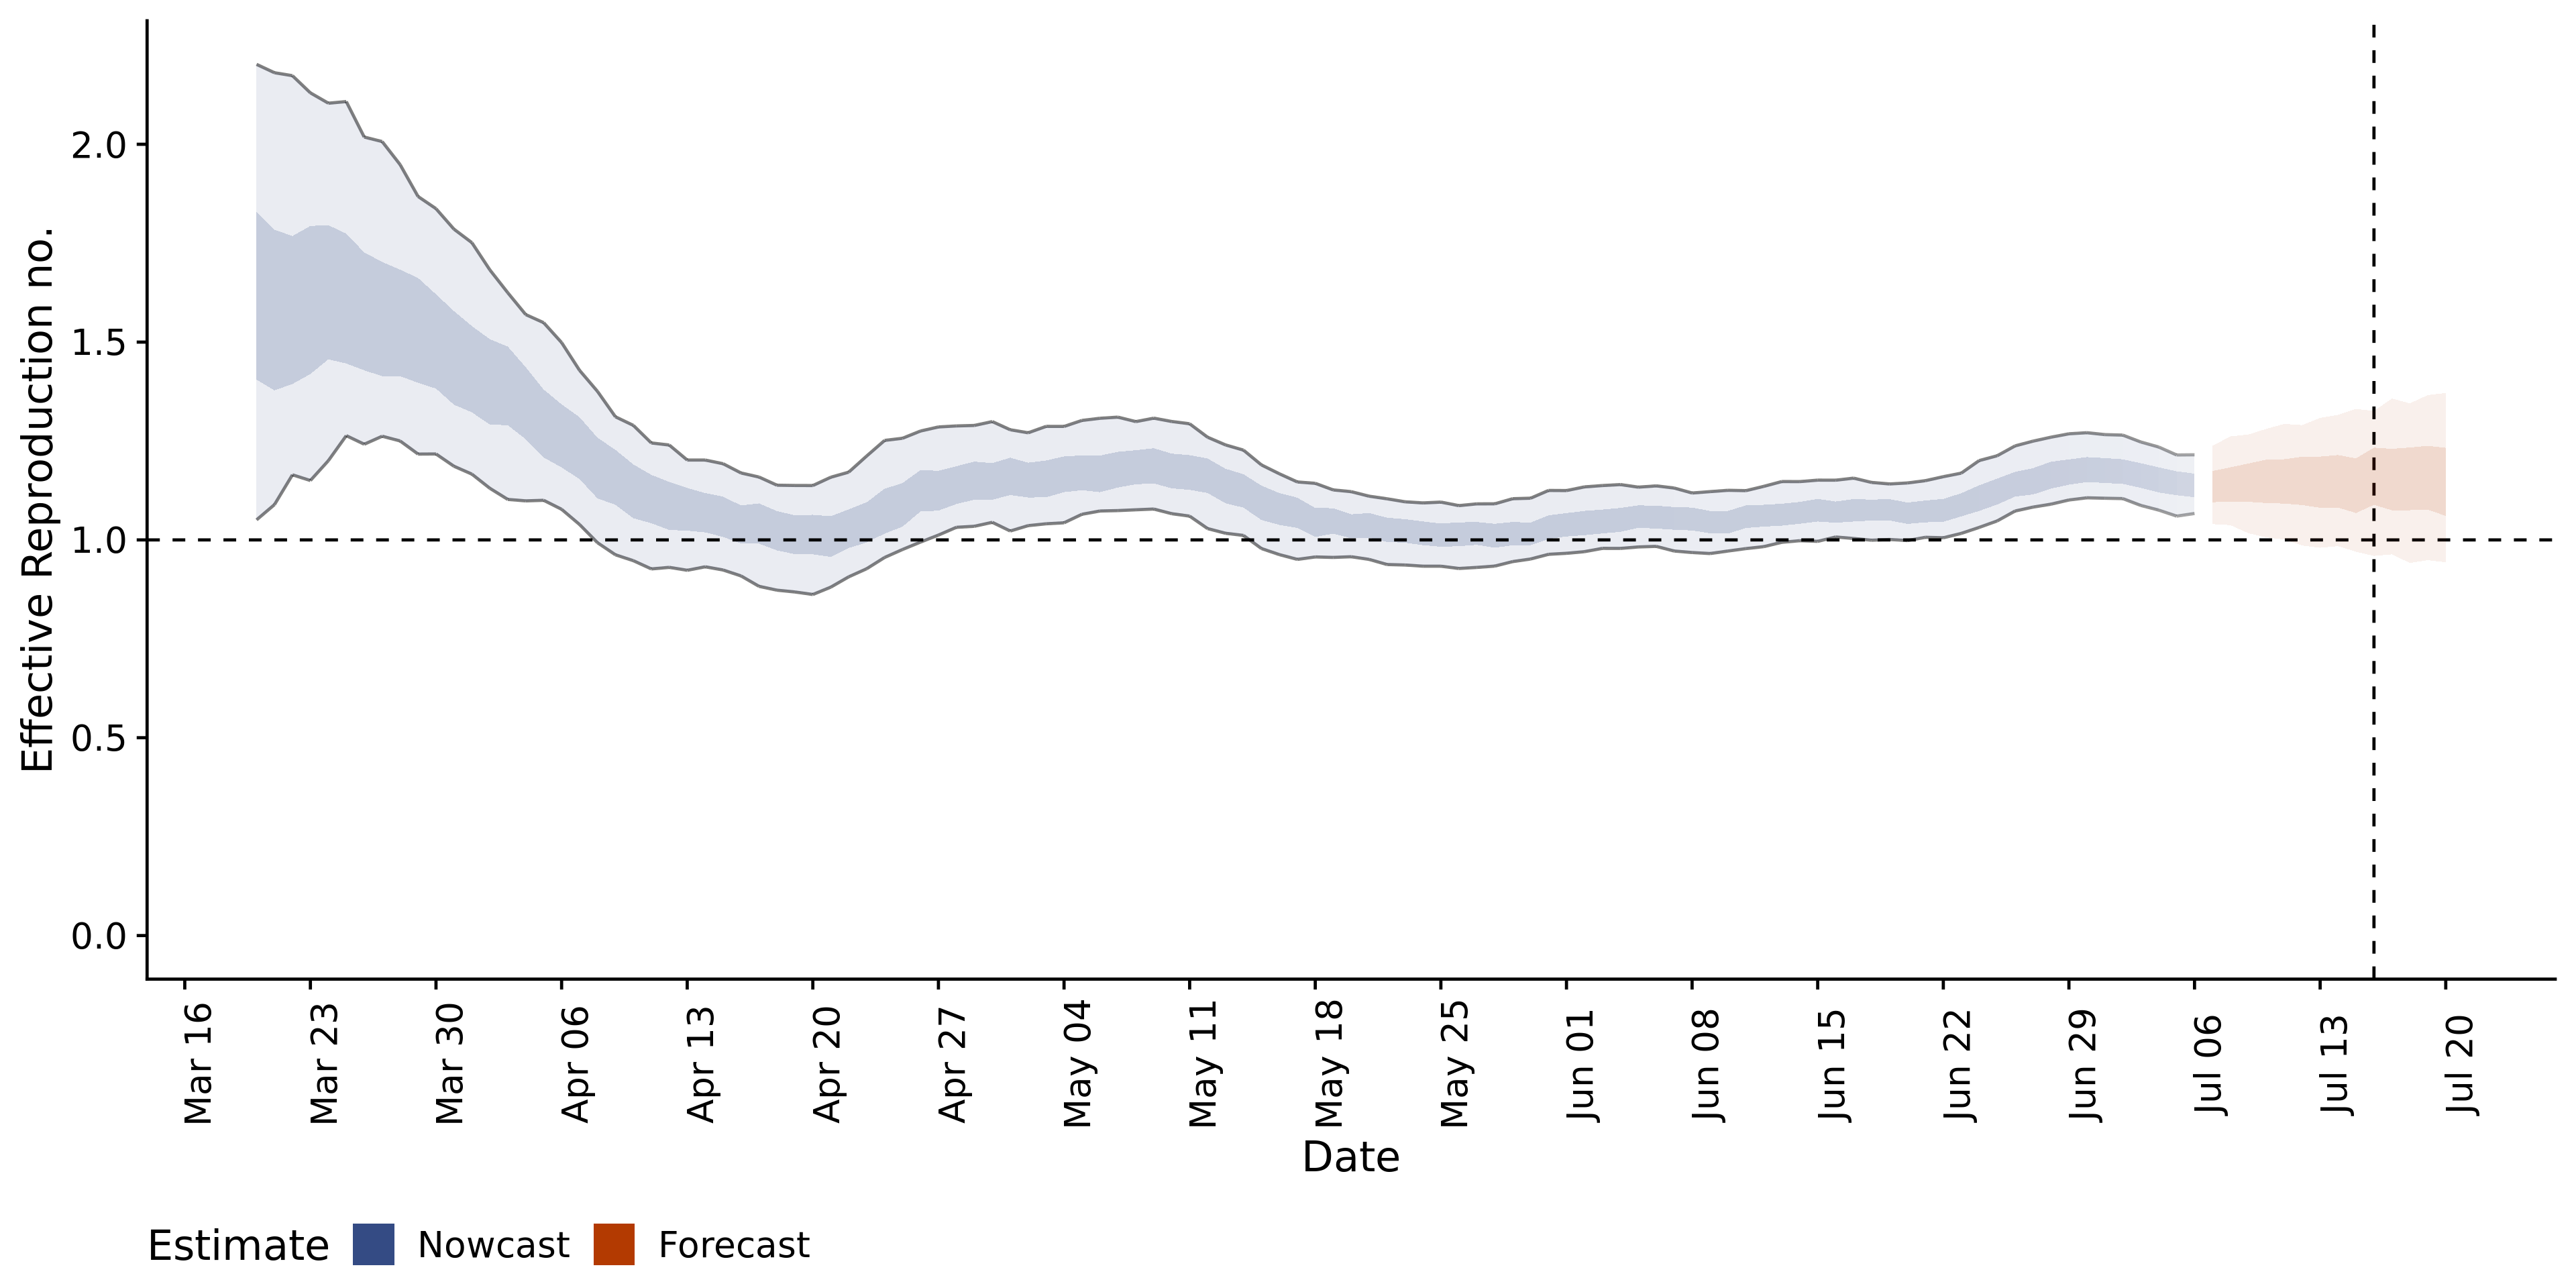 Effective Reproduction no.
2.0
1.5
1.0
0.5
0.0
Mar 16
Mar 23
Mar 30
Apr 06
Apr 13
Apr 20
Apr 27
May 04
May 11
May 18
May 25
Jun 01
Jun 08
Jun 15
Jun 22
Jun 29
Jul 06
Jul 13
Jul 20
Date
Estimate Nowcast Forecast